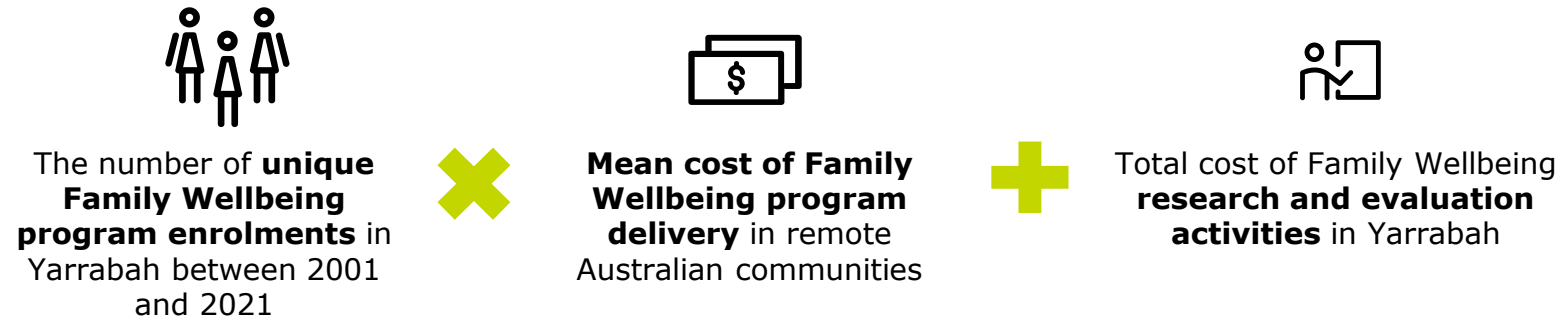 $
The number of unique
Family Wellbeing
program enrolments in
Yarrabah between 2001
and 2021
Mean cost of Family
Wellbeing program
delivery in remote
Australian communities
Total cost of Family Wellbeing
research and evaluation
activities in Yarrabah